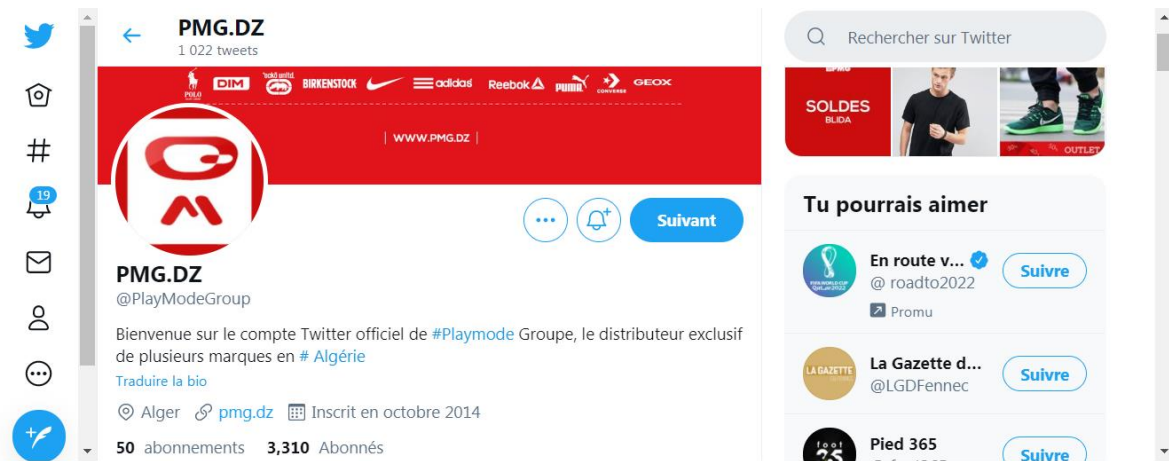 PMG.DZ
1 022 tweets
POLO DIM ecko unltd. BIRKENSTOCK adidas Reebok PUMA CONVERSE GEOX
| WWW.PMG.DZ |
19
Suivant
PMG.DZ
@PlayModeGroup
Bienvenue sur le compte Twitter officiel de #Playmode Groupe, le distributeur exclusif
de plusieurs marques en # Algérie
Traduire la bio
Alger pmg.dz Inscrit en octobre 2014
50 abonnements 3,310 Abonnés
Rechercher sur Twitter
SOLDES
BLIDA
OUTLET
Tu pourrais aimer
En route v...
@ roadto2022
Promu
Suivre
LA GAZETTE
La Gazette d...
@LGDFennec
Suivre
foot
Pied 365
Suivre